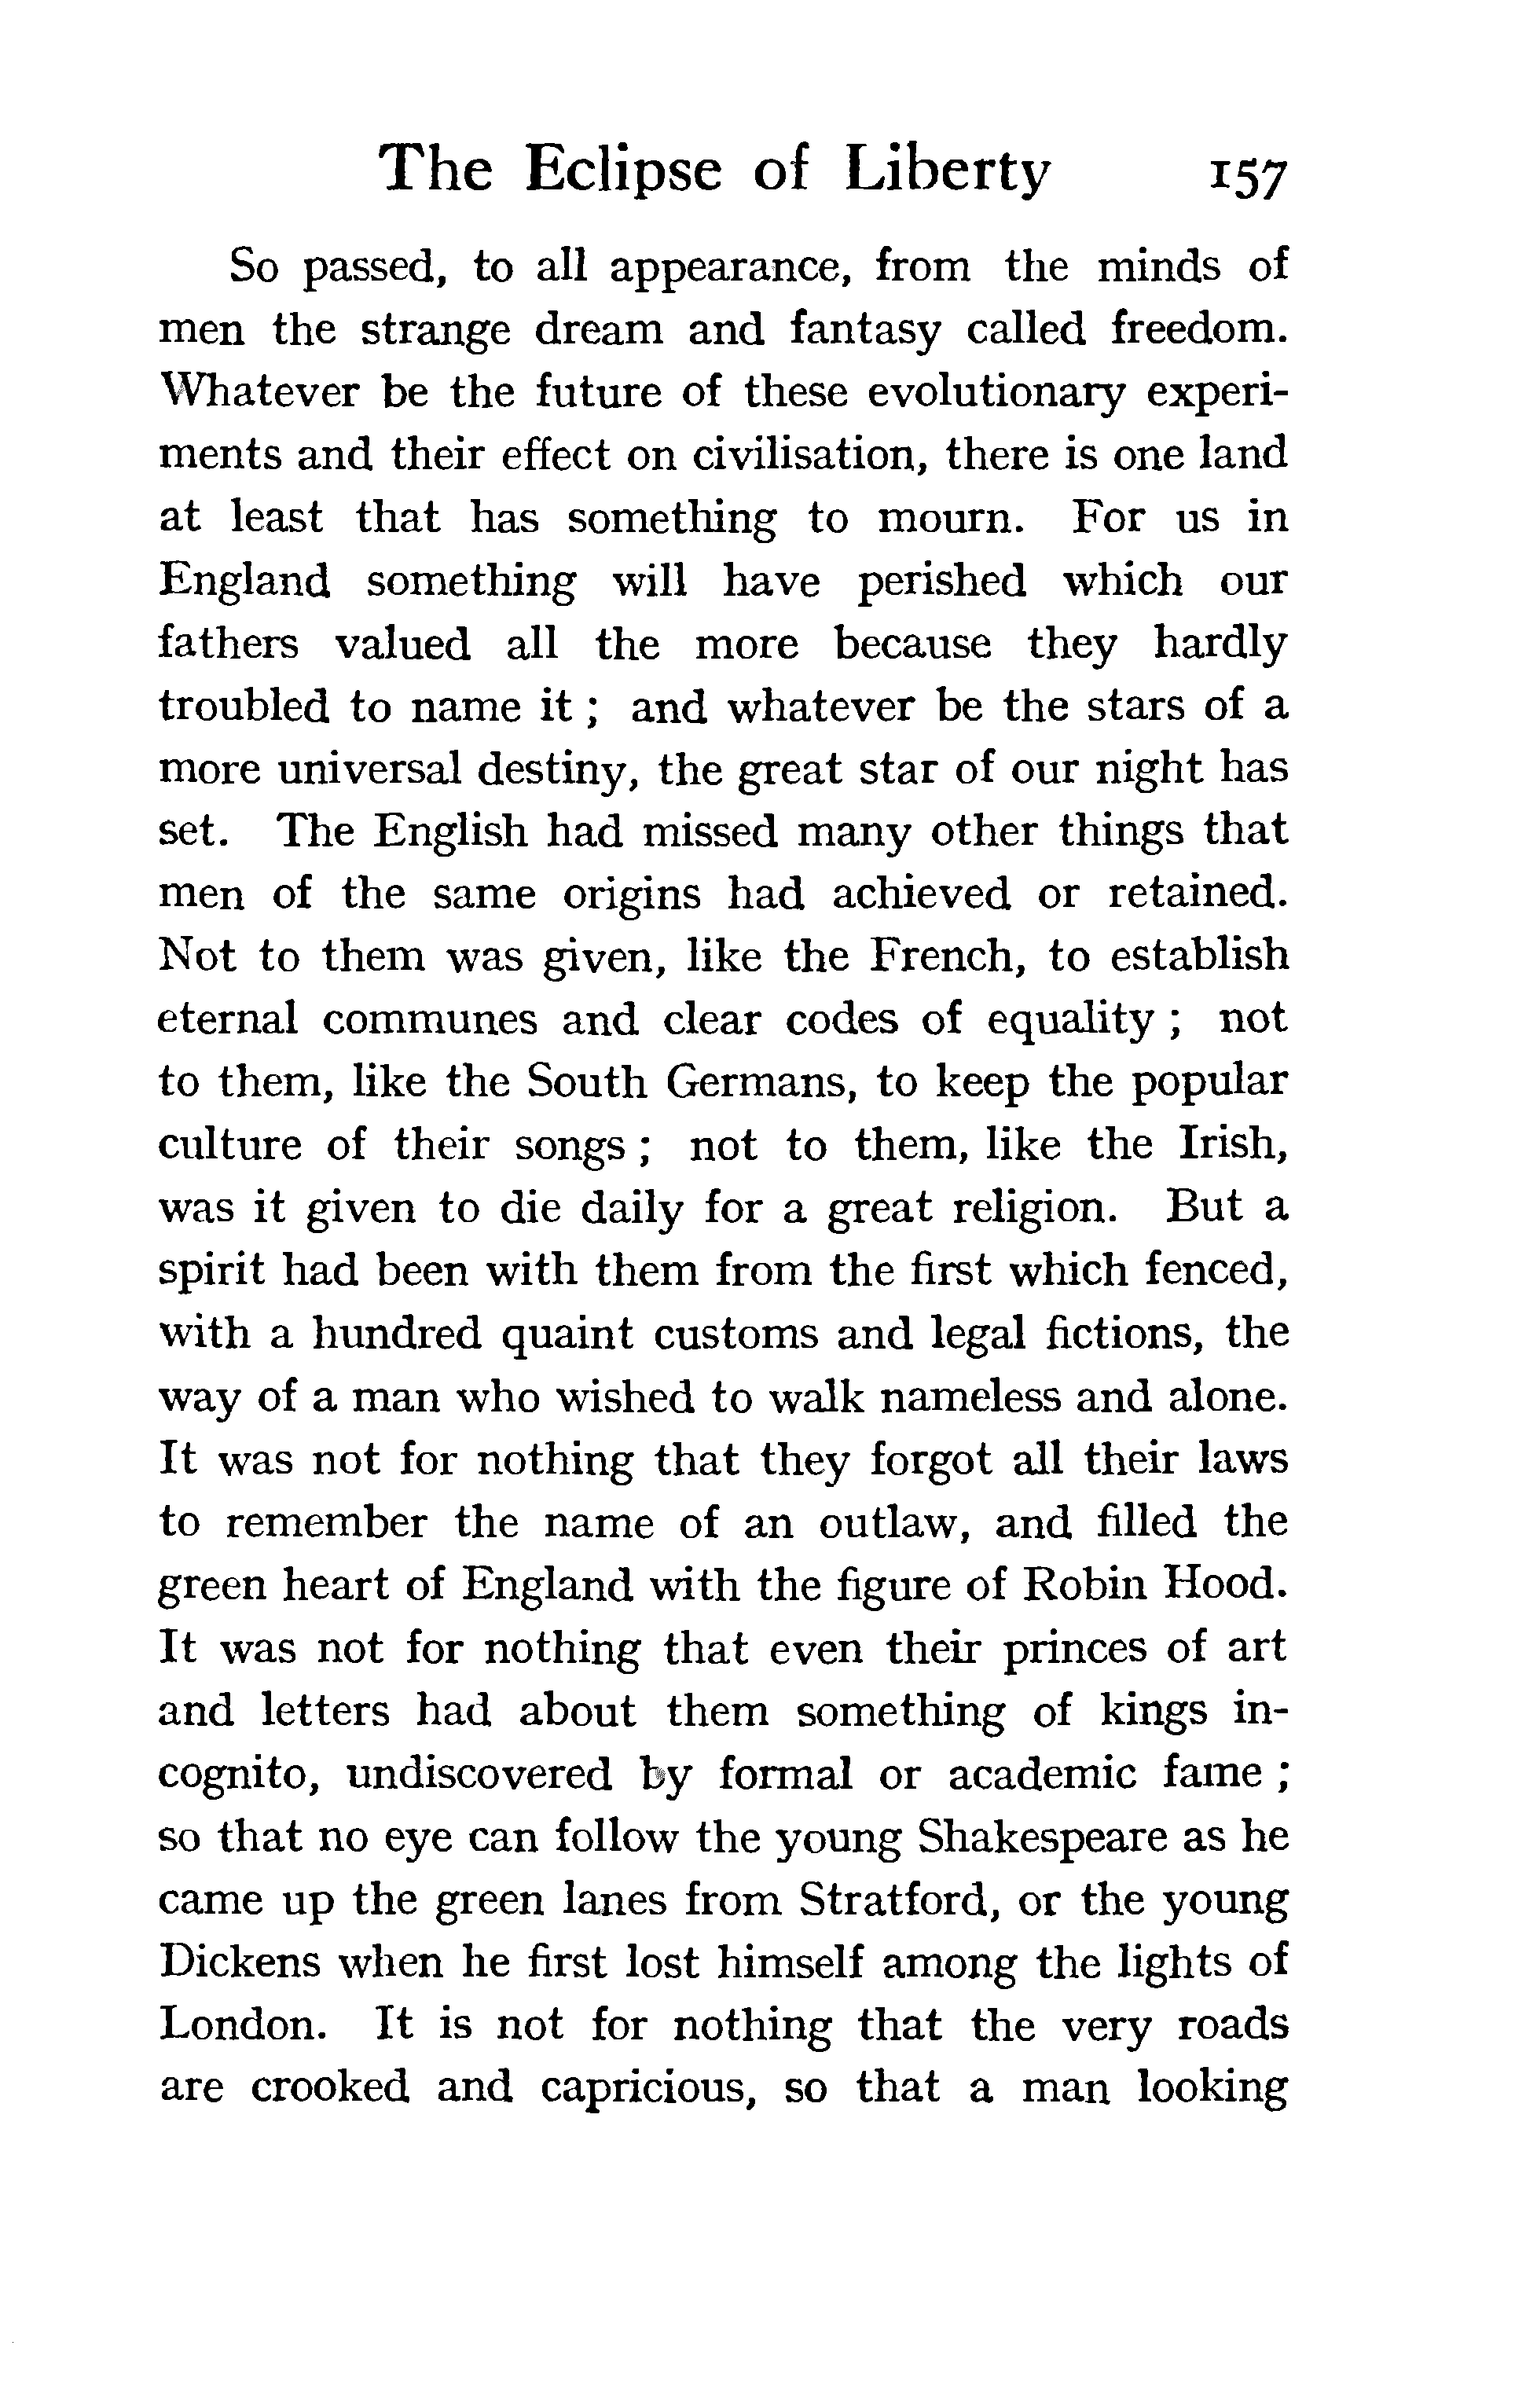 The Eclipse of Liberty 157
So passed, to all appearance, from the minds of
men the strange dream and fantasy called freedom.
Whatever be the future of these evolutionary experi-
ments and their effect on civilisation, there is one land
at least that has something to mourn. For us in
England something will have perished which our
fathers valued all the more because they hardly
troubled to name it ; and whatever be the stars of a
more universal destiny, the great star of our night has
set. The English had missed many other things that
men of the same origins had achieved or retained.
Not to them was given, like the French, to establish
eternal communes and clear codes of equality ; not
to them, like the South Germans, to keep the popular
culture of their songs ; not to them, like the Irish,
was it given to die daily for a great religion. But a
spirit had been with them from the first which fenced,
with a hundred quaint customs and legal fictions, the
way of a man who wished to walk nameless and alone.
It was not for nothing that they forgot all their laws
to remember the name of an outlaw, and filled the
green heart of England with the figure of Robin Hood.
It was not for nothing that even their princes of art
and letters had about them something of kings in-
cognito, undiscovered by formal or academic fame ;
so that no eye can follow the young Shakespeare as he
came up the green lanes from Stratford, or the young
Dickens when he first lost himself among the lights of
London. It is not for nothing that the very roads
are crooked and capricious, so that a man looking